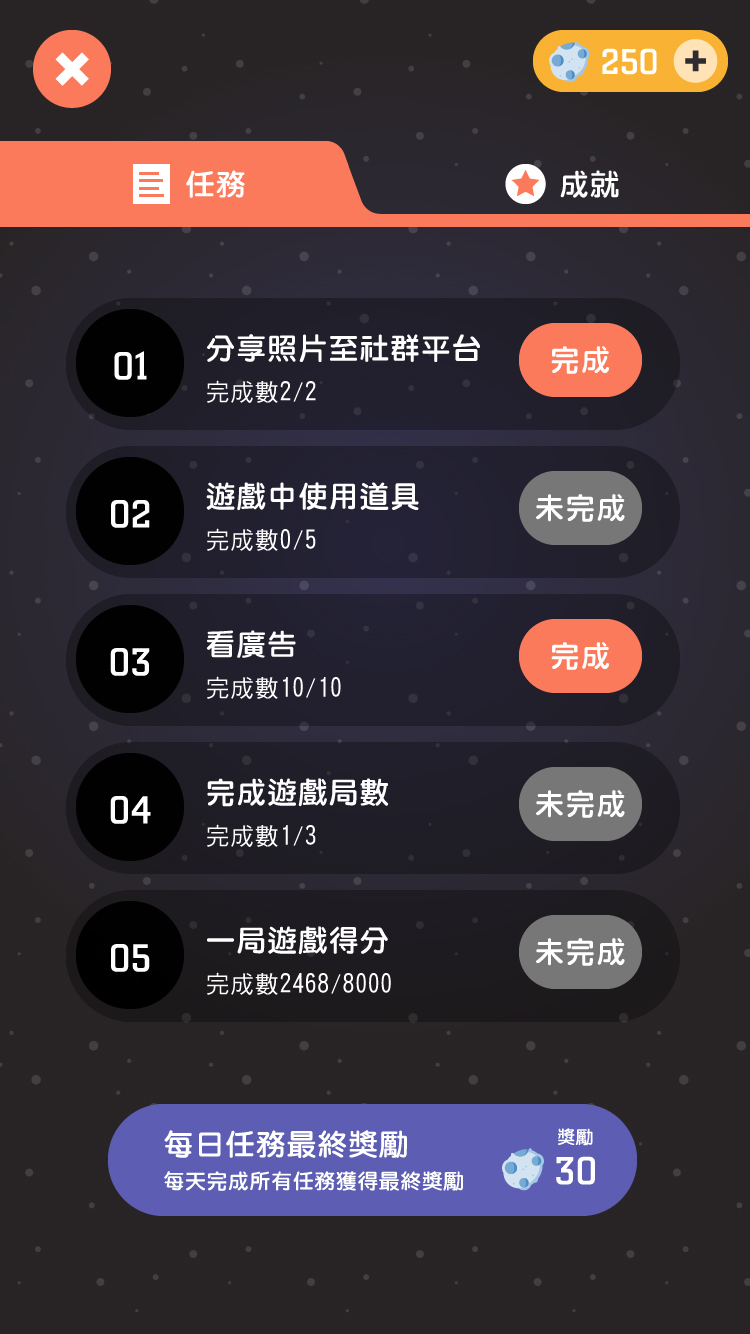 250
任務
成就
01
分享照片至社群平台
完成數2/2
完成
02
遊戲中使用道具
完成數0/5
未完成
03
看廣告
完成數10/10
完成
04
完成遊戲局數
完成數1/3
未完成
05
一局遊戲得分
完成數2468/8000
未完成
每日任務最終獎勵
每天完成所有任務獲得最終獎勵
獎勵
30